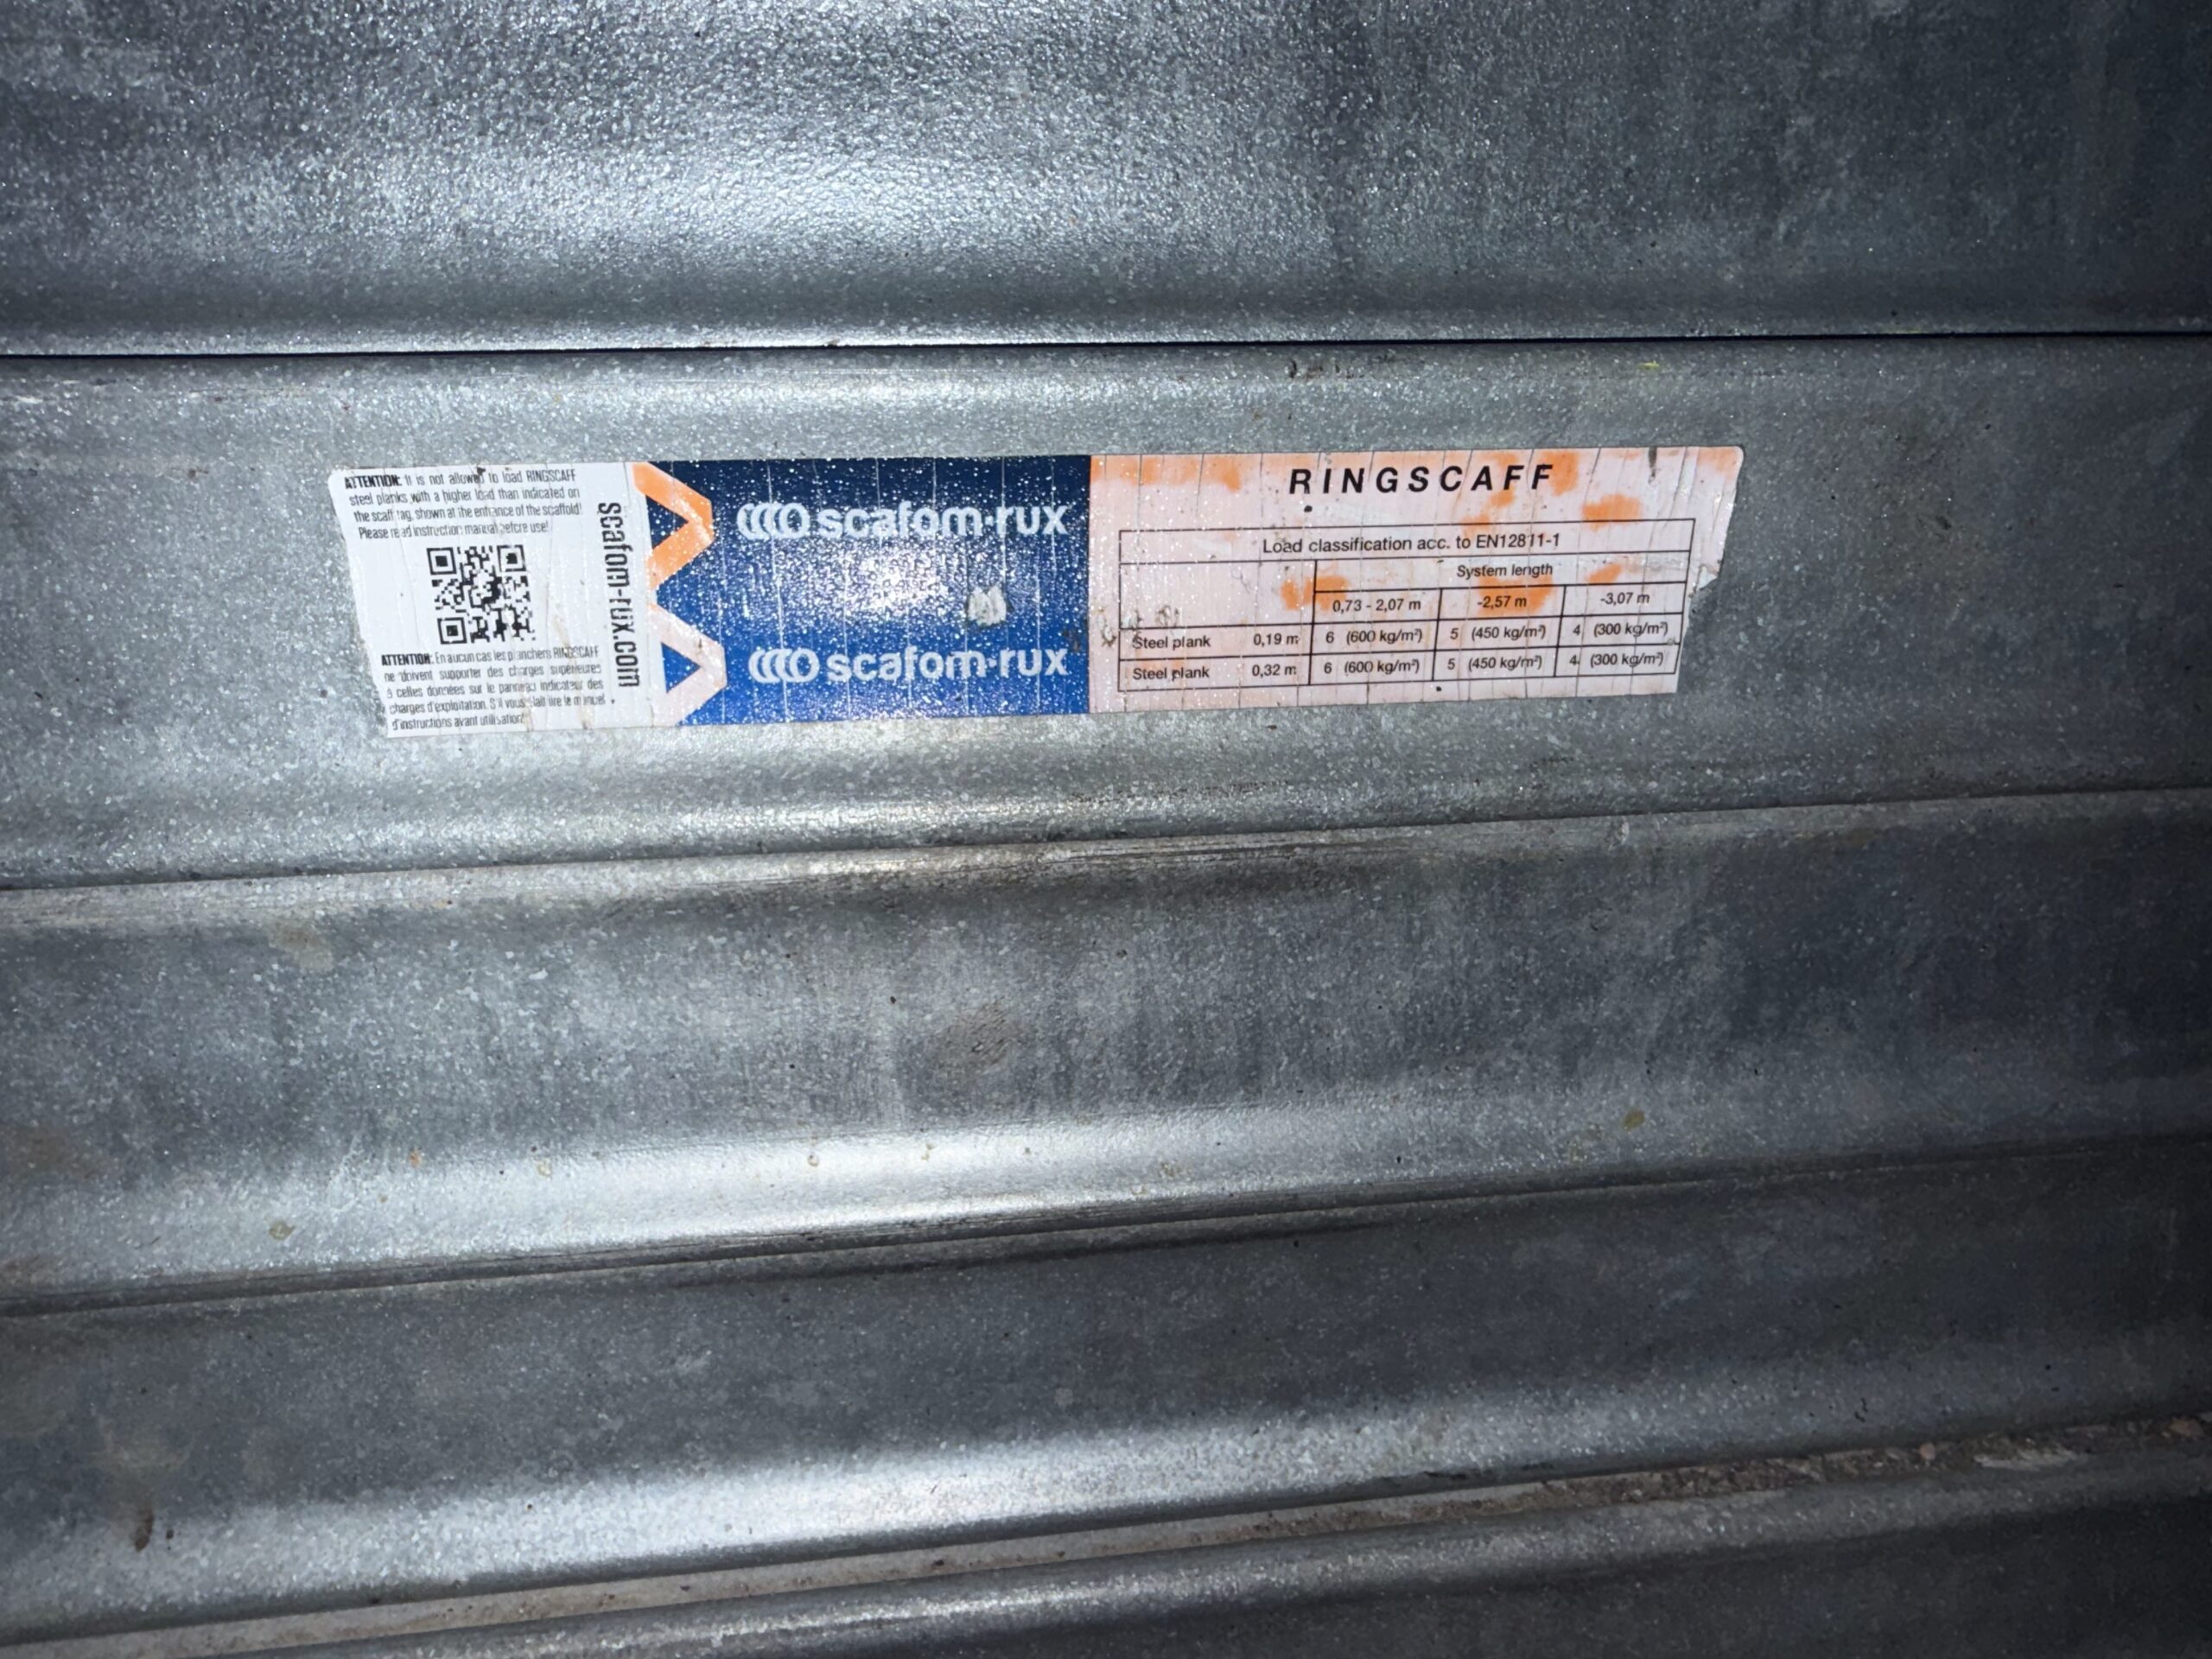 ATTENTION: It is not allowed to load RINGSCAFF
steel planks with a higher load than indicated on
the scaff tag, shown at the entrance of the scaffold!
Please read instruction manual before use!
ATTENTION: En aucun cas les planchers RINGSCAFF
ne doivent supporter des charges supérieures
à celles données sur le panneau indicateur des
charges d'exploitation. S'il vous plaît lire le manuel
d'instructions avant utilisation!
scafom-rux.com
scafom-rux
scafom-rux
RINGSCAFF
Load classification acc. to EN12811-1
System length
0,73 - 2,07 m -2,57 m -3,07 m
Steel plank 0,19 m 6 (600 kg/m²) 5 (450 kg/m²) 4 (300 kg/m²)
Steel plank 0,32 m 6 (600 kg/m²) 5 (450 kg/m²) 4 (300 kg/m²)